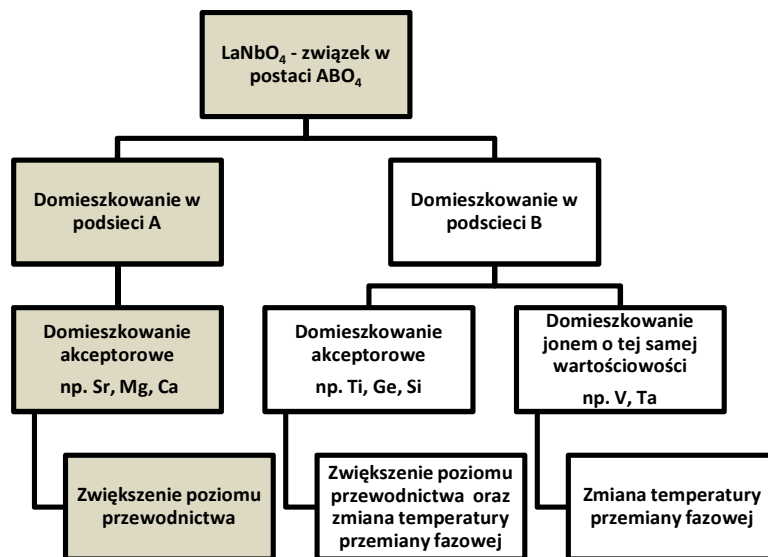 LaNbO₄ - związek w
postaci ABO₄
Domieszkowanie w
podsieci A
Domieszkowanie w
podscieci B
Domieszkowanie
akceptorowe
np. Sr, Mg, Ca
Domieszkowanie
akceptorowe
np. Ti, Ge, Si
Domieszkowanie
jonem o tej samej
wartościowości
np. V, Ta
Zwiększenie poziomu
przewodnictwa
Zwiększenie poziomu
przewodnictwa oraz
zmiana temperatury
przemiany fazowej
Zmiana temperatury
przemiany fazowej